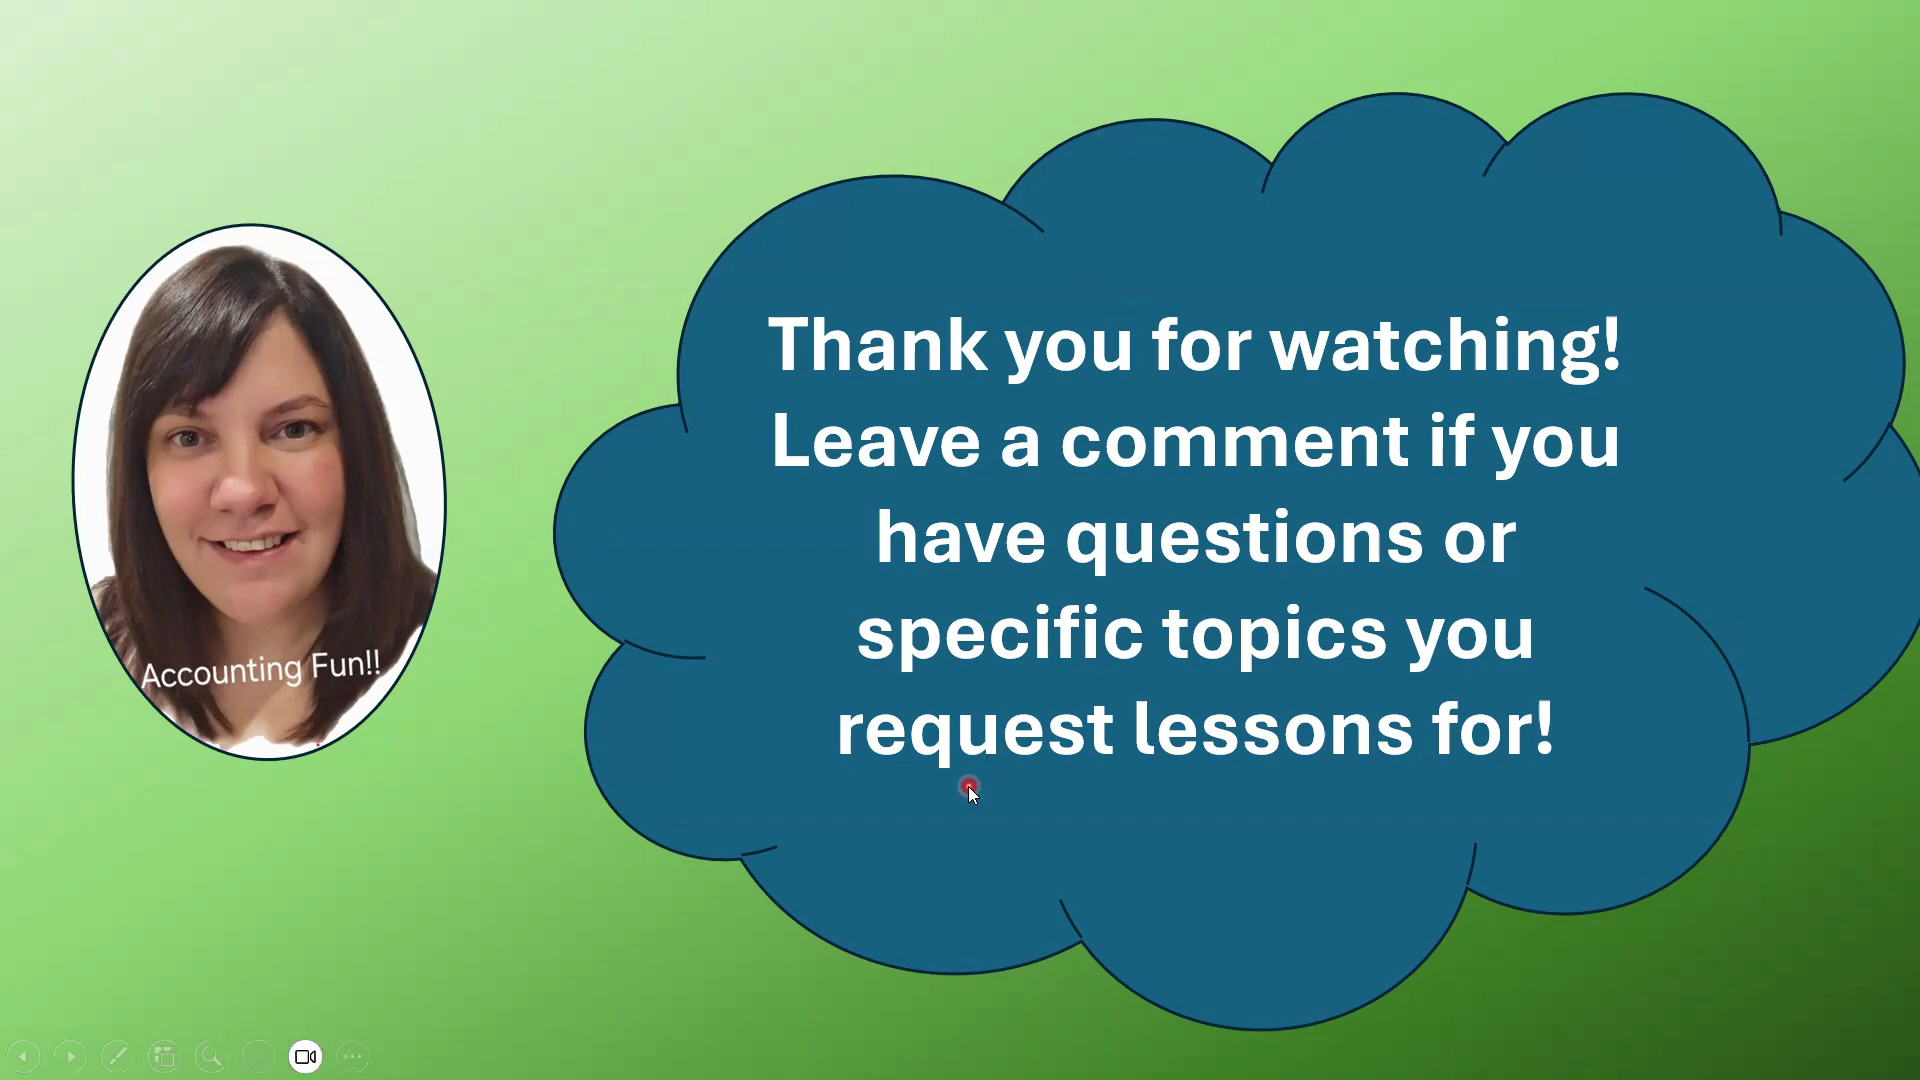 Thank you for watching!
Leave a comment if you
have questions or
specific topics you
request lessons for!
Accounting Fun!!